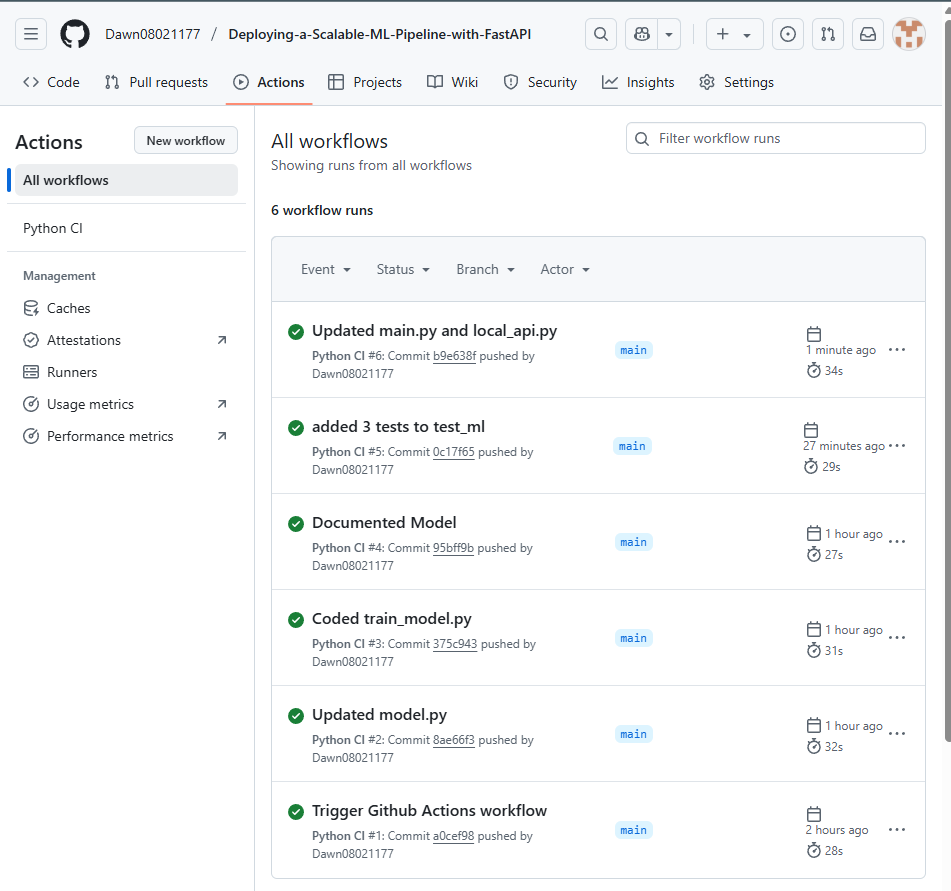 Dawn08021177 / Deploying-a-Scalable-ML-Pipeline-with-FastAPI
Code Pull requests Actions Projects Wiki Security Insights Settings
Actions
New workflow
All workflows
Python CI
Management
Caches
Attestations
Runners
Usage metrics
Performance metrics
All workflows
Showing runs from all workflows
Filter workflow runs
6 workflow runs
Event Status Branch Actor
Updated main.py and local_api.py
Python CI #6: Commit b9e638f pushed by
Dawn08021177
main
1 minute ago
34s
added 3 tests to test_ml
Python CI #5: Commit 0c17f65 pushed by
Dawn08021177
main
27 minutes ago
29s
Documented Model
Python CI #4: Commit 95bff9b pushed by
Dawn08021177
main
1 hour ago
27s
Coded train_model.py
Python CI #3: Commit 375c943 pushed by
Dawn08021177
main
1 hour ago
31s
Updated model.py
Python CI #2: Commit 8ae66f3 pushed by
Dawn08021177
main
1 hour ago
32s
Trigger Github Actions workflow
Python CI #1: Commit a0cef98 pushed by
Dawn08021177
main
2 hours ago
28s